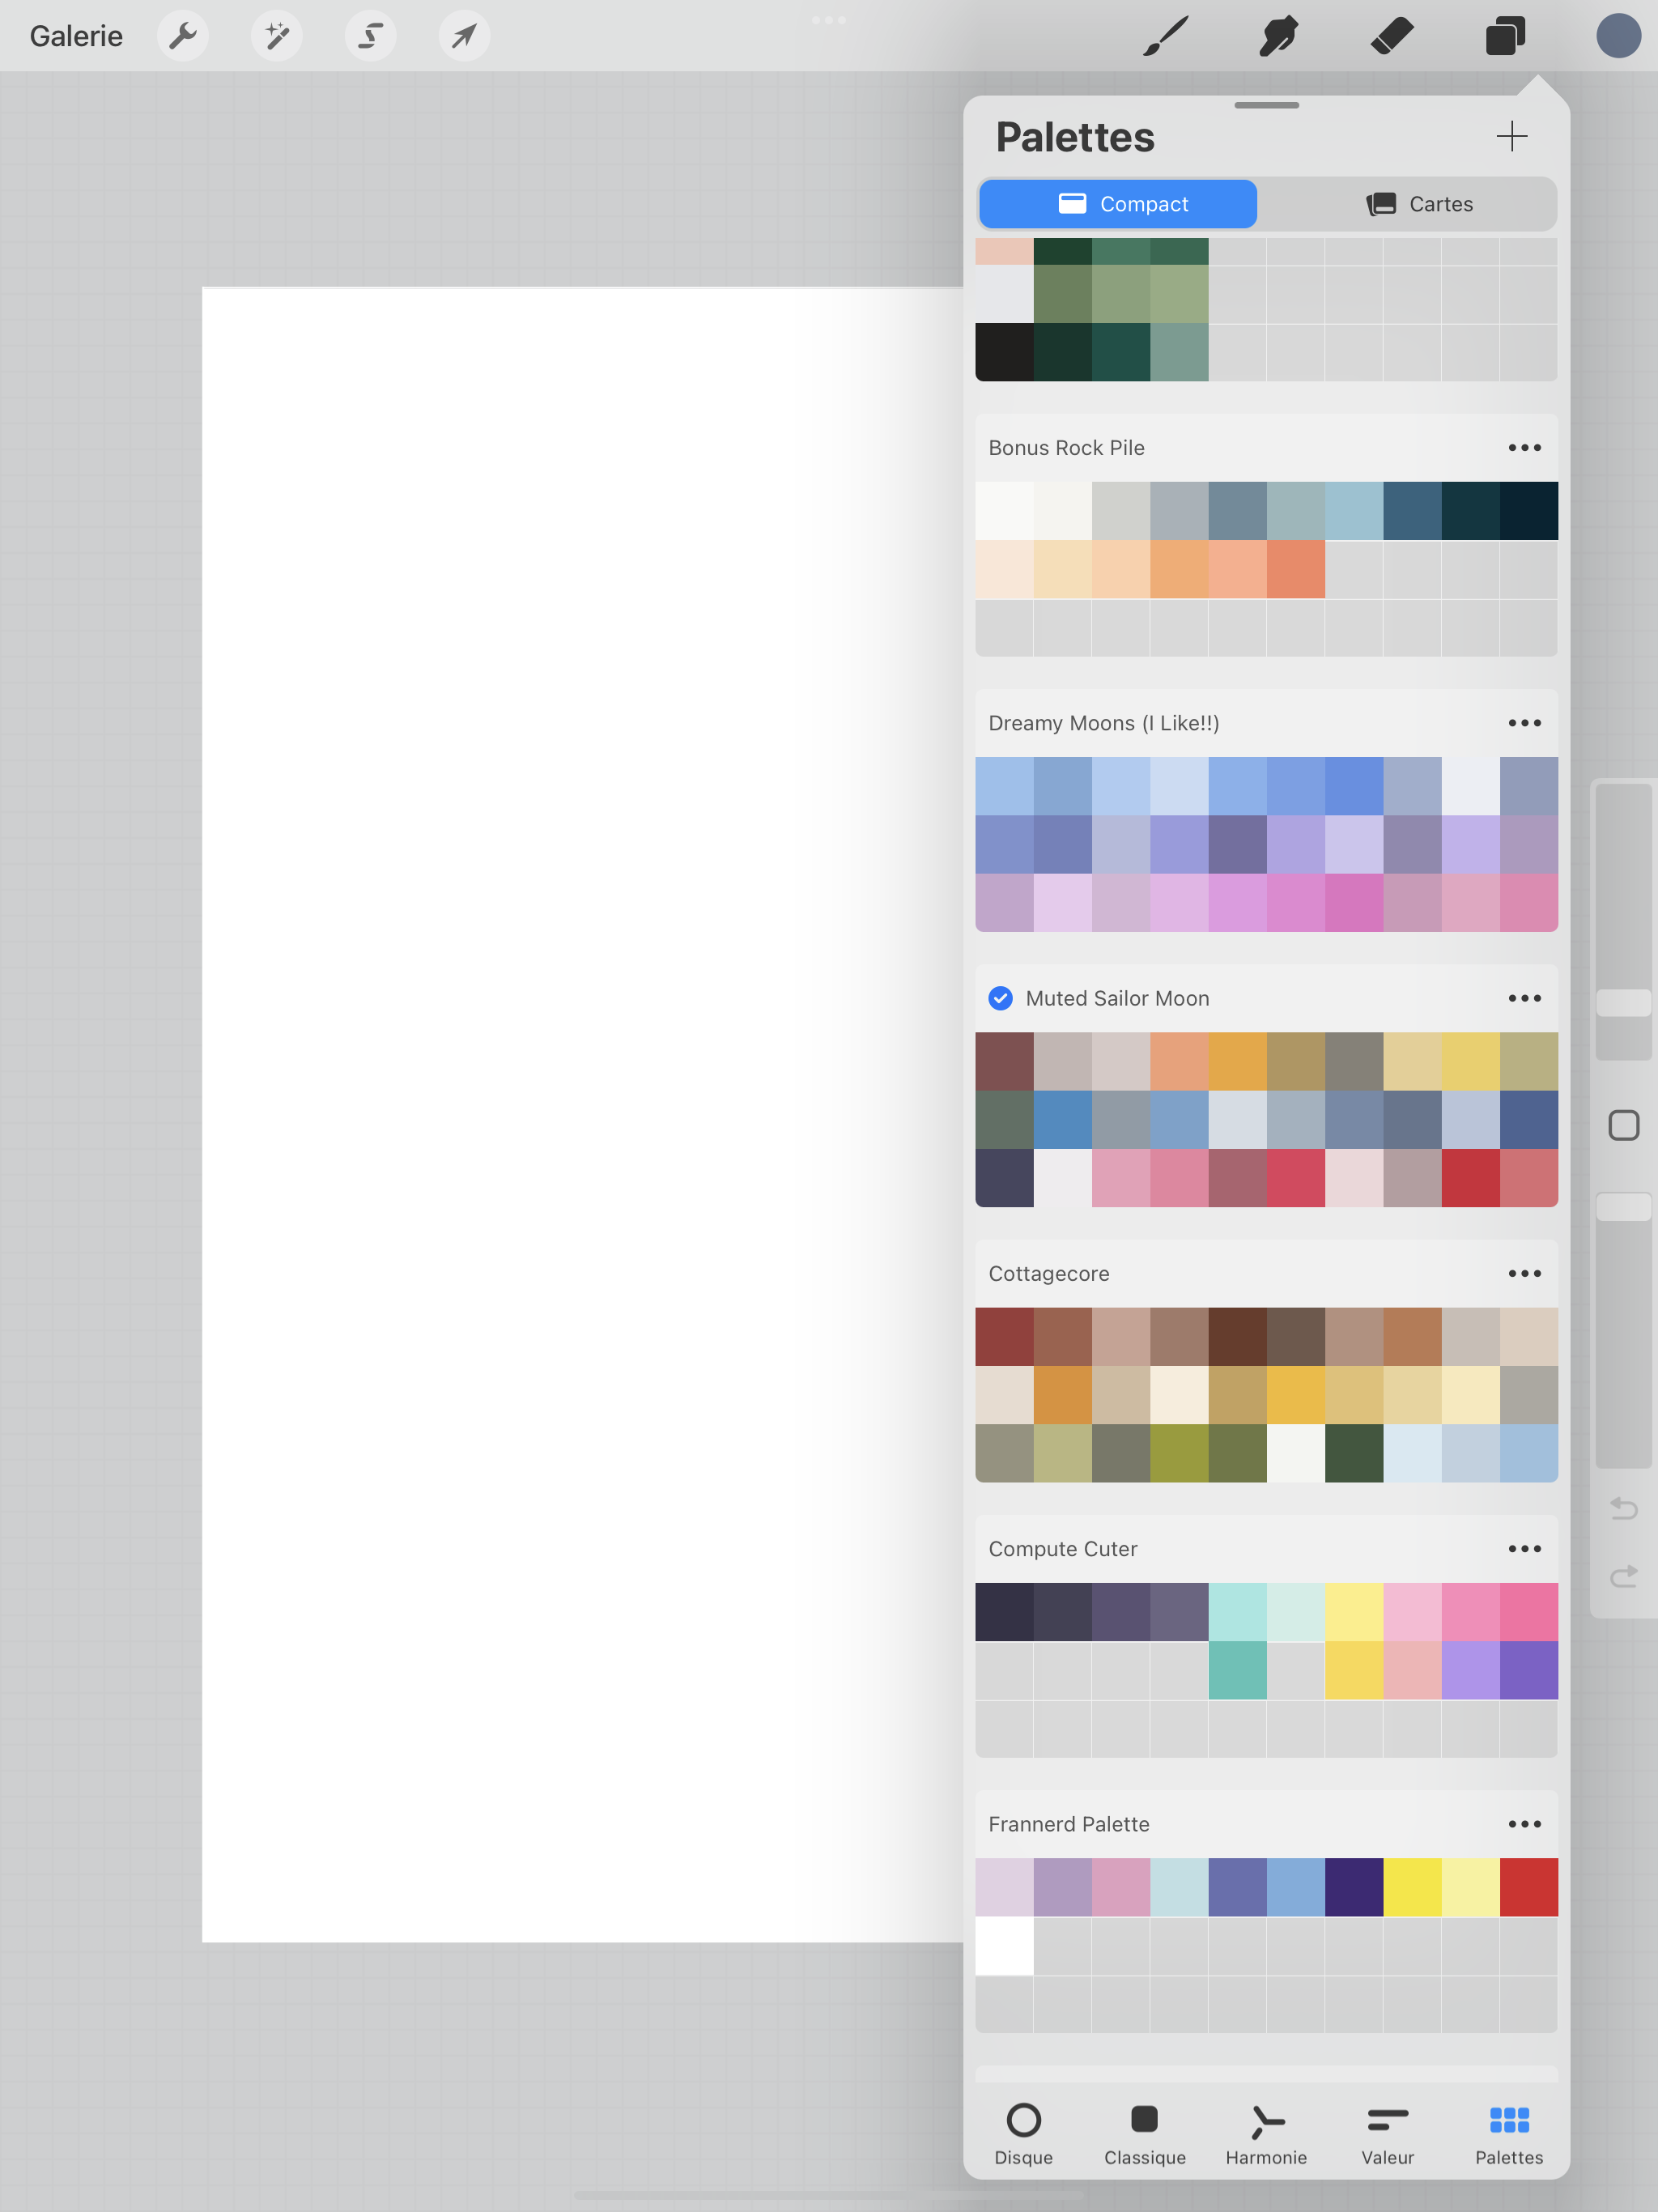 Galerie
Palettes
Compact
Cartes
Bonus Rock Pile
Dreamy Moons (I Like!!)
Muted Sailor Moon
Cottagecore
Compute Cuter
Frannerd Palette
Disque
Classique
Harmonie
Valeur
Palettes